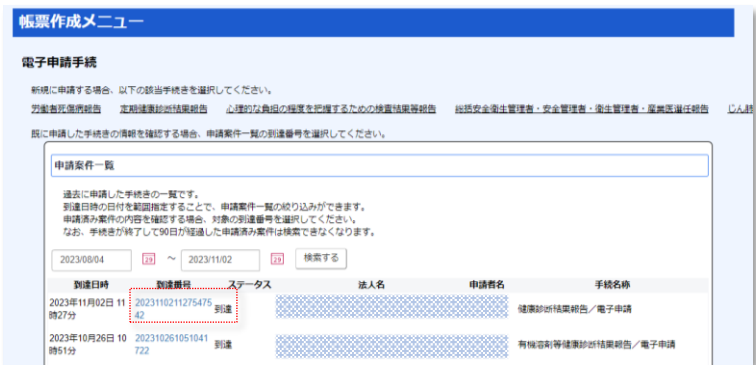 帳票作成メニュー
電子申請手続
新規に申請する場合、以下の該当手続きを選択してください。
労働者死傷病報告 定期健康診断結果報告 心理的な負担の程度を把握するための検査結果等報告 総括安全衛生管理者・安全管理者・衛生管理者・産業医選任報告 じん肺
既に申請した手続きの情報を確認する場合、申請案件一覧の到達番号を選択してください。
申請案件一覧
過去に申請した手続きの一覧です。
到達日時の日付を範囲指定することで、申請案件一覧の絞り込みができます。
申請済み案件の内容を確認する場合、対象の到達番号を選択してください。
なお、手続きが終了して90日が経過した申請済み案件は検索できなくなります。
2023/08/04 29 ～ 2023/11/02 29 検索する
到達日時 到達番号 ステータス 法人名 申請者名 手続名称
2023年11月02日 11 2023110211275475
時27分 42 到達 健康診断結果報告／電子申請
2023年10月26日 10 202310261051041
時51分 722 到達 有機溶剤等健康診断結果報告／電子申請